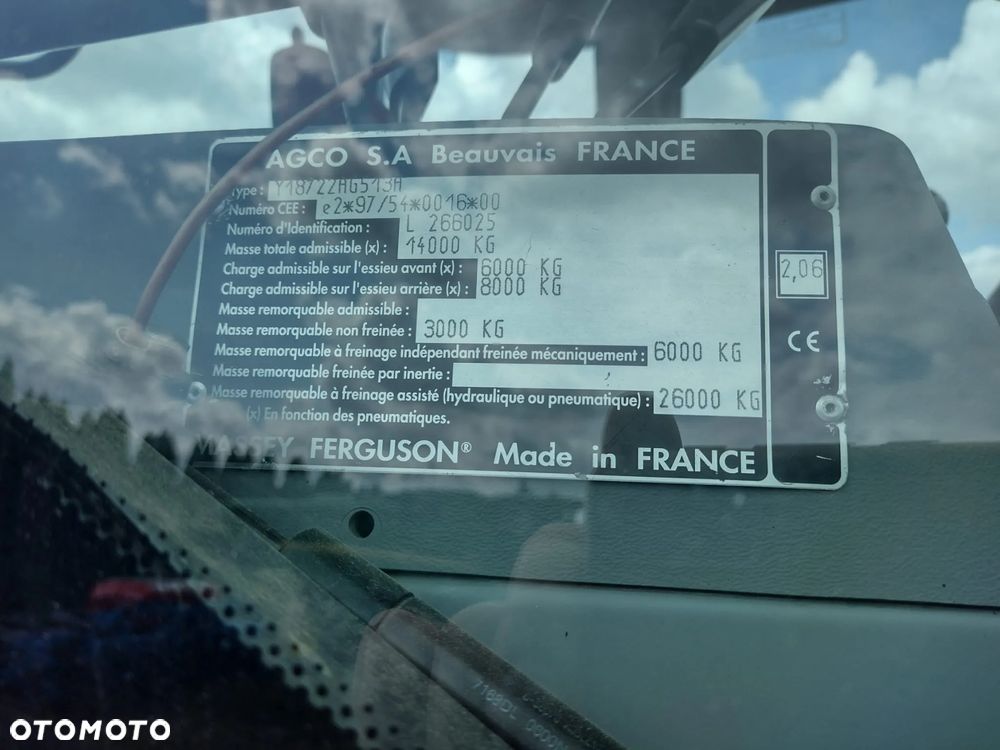 AGCO S.A Beauvais FRANCE
Type :
Numéro CEE : e2*97/54*0016*00
Numéro d'Identification : L 266025
Masse totale admissible (x) : 14000 KG
Charge admissible sur l'essieu avant (x) : 6000 KG
Charge admissible sur l'essieu arrière (x) : 8000 KG
Masse remorquable admissible :
Masse remorquable non freinée : 3000 KG
Masse remorquable à freinage indépendant freinée mécaniquement : 6000 KG
Masse remorquable freinée par inertie :
Masse remorquable à freinage assisté (hydraulique ou pneumatique) : 26000 KG
(x) En fonction des pneumatiques.
MASSEY FERGUSON® Made in FRANCE
2,06
CE
OTOMOTO